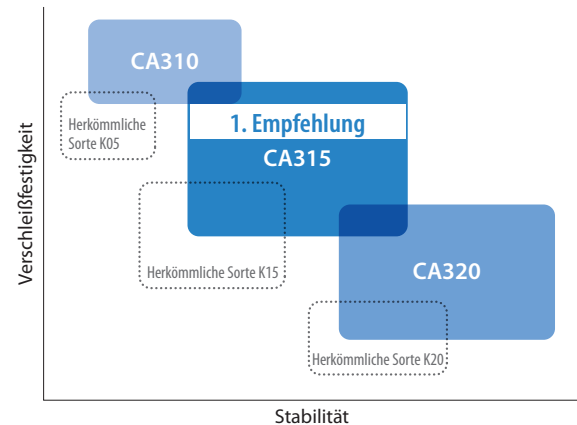 CA310
Herkömmliche
Sorte K05
1. Empfehlung
CA315
Herkömmliche Sorte K15
CA320
Herkömmliche Sorte K20
Verschleißfestigkeit
Stabilität